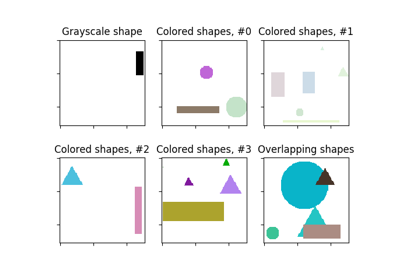 Grayscale shape
Colored shapes, #0
Colored shapes, #1
Colored shapes, #2
Colored shapes, #3
Overlapping shapes